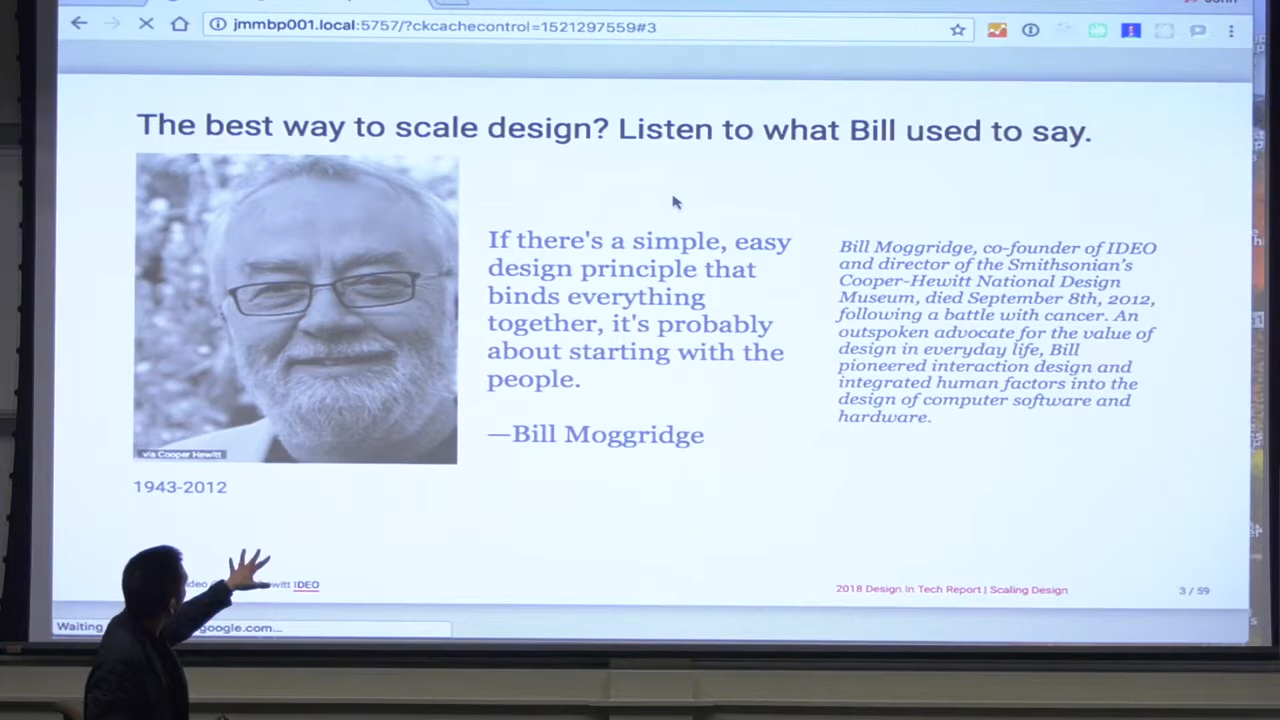 jmmbp001.local:5757/?ckcachecontrol=1521297559#3
The best way to scale design? Listen to what Bill used to say.
If there's a simple, easy
design principle that
binds everything
together, it's probably
about starting with the
people.
—Bill Moggridge
Bill Moggridge, co-founder of IDEO
and director of the Smithsonian's
Cooper-Hewitt National Design
Museum, died September 8th, 2012,
following a battle with cancer. An
outspoken advocate for the value of
design in everyday life, Bill
pioneered interaction design and
integrated human factors into the
design of computer software and
hardware.
via Cooper Hewitt
1943-2012
IDEO
2018 Design In Tech Report | Scaling Design
3 / 59
Waiting
google.com...